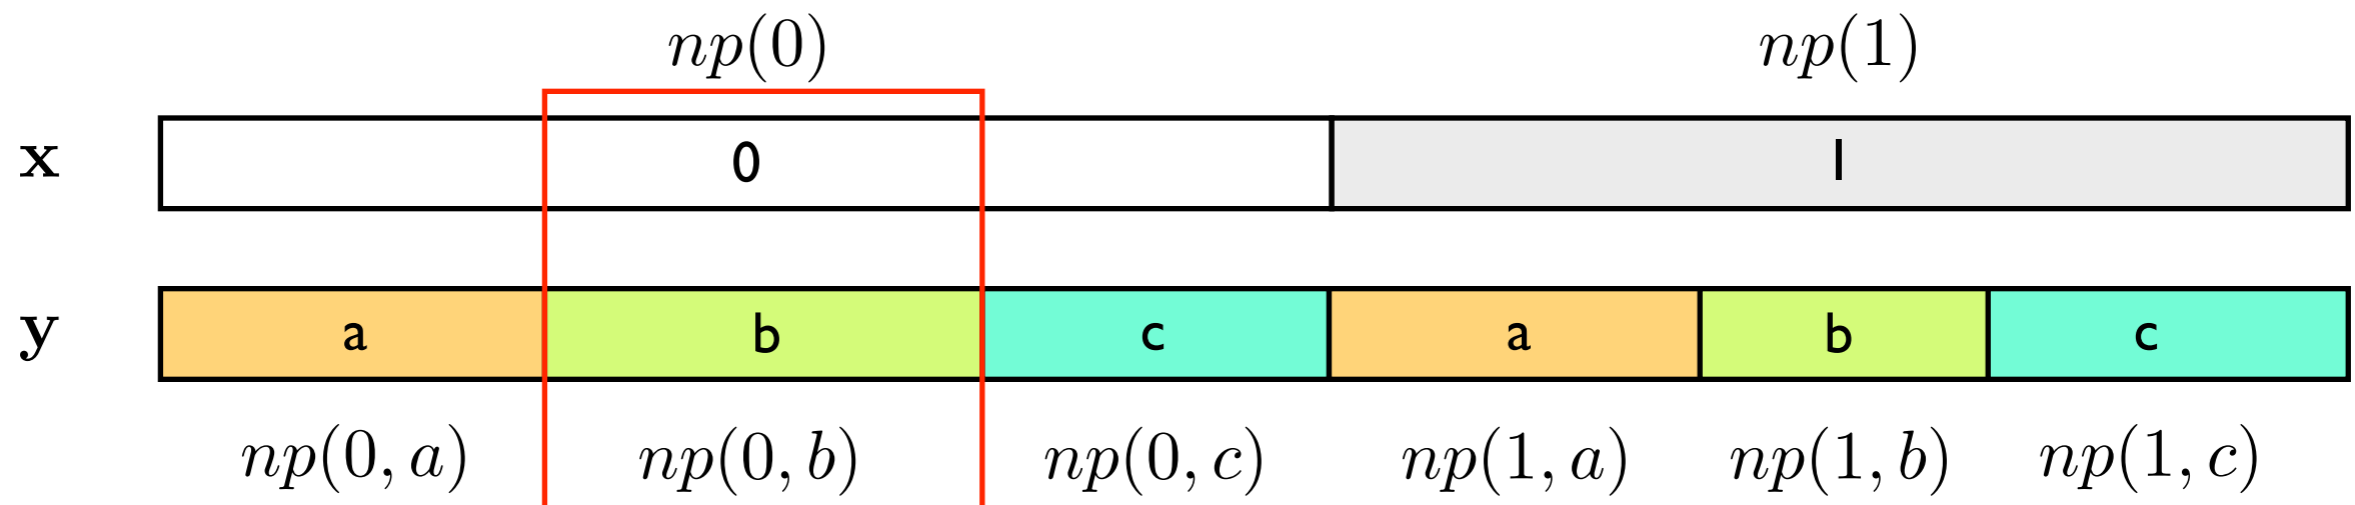 np(0) np(1)
x 0 1
y a b c a b c
np(0, a) np(0, b) np(0, c) np(1, a) np(1, b) np(1, c)